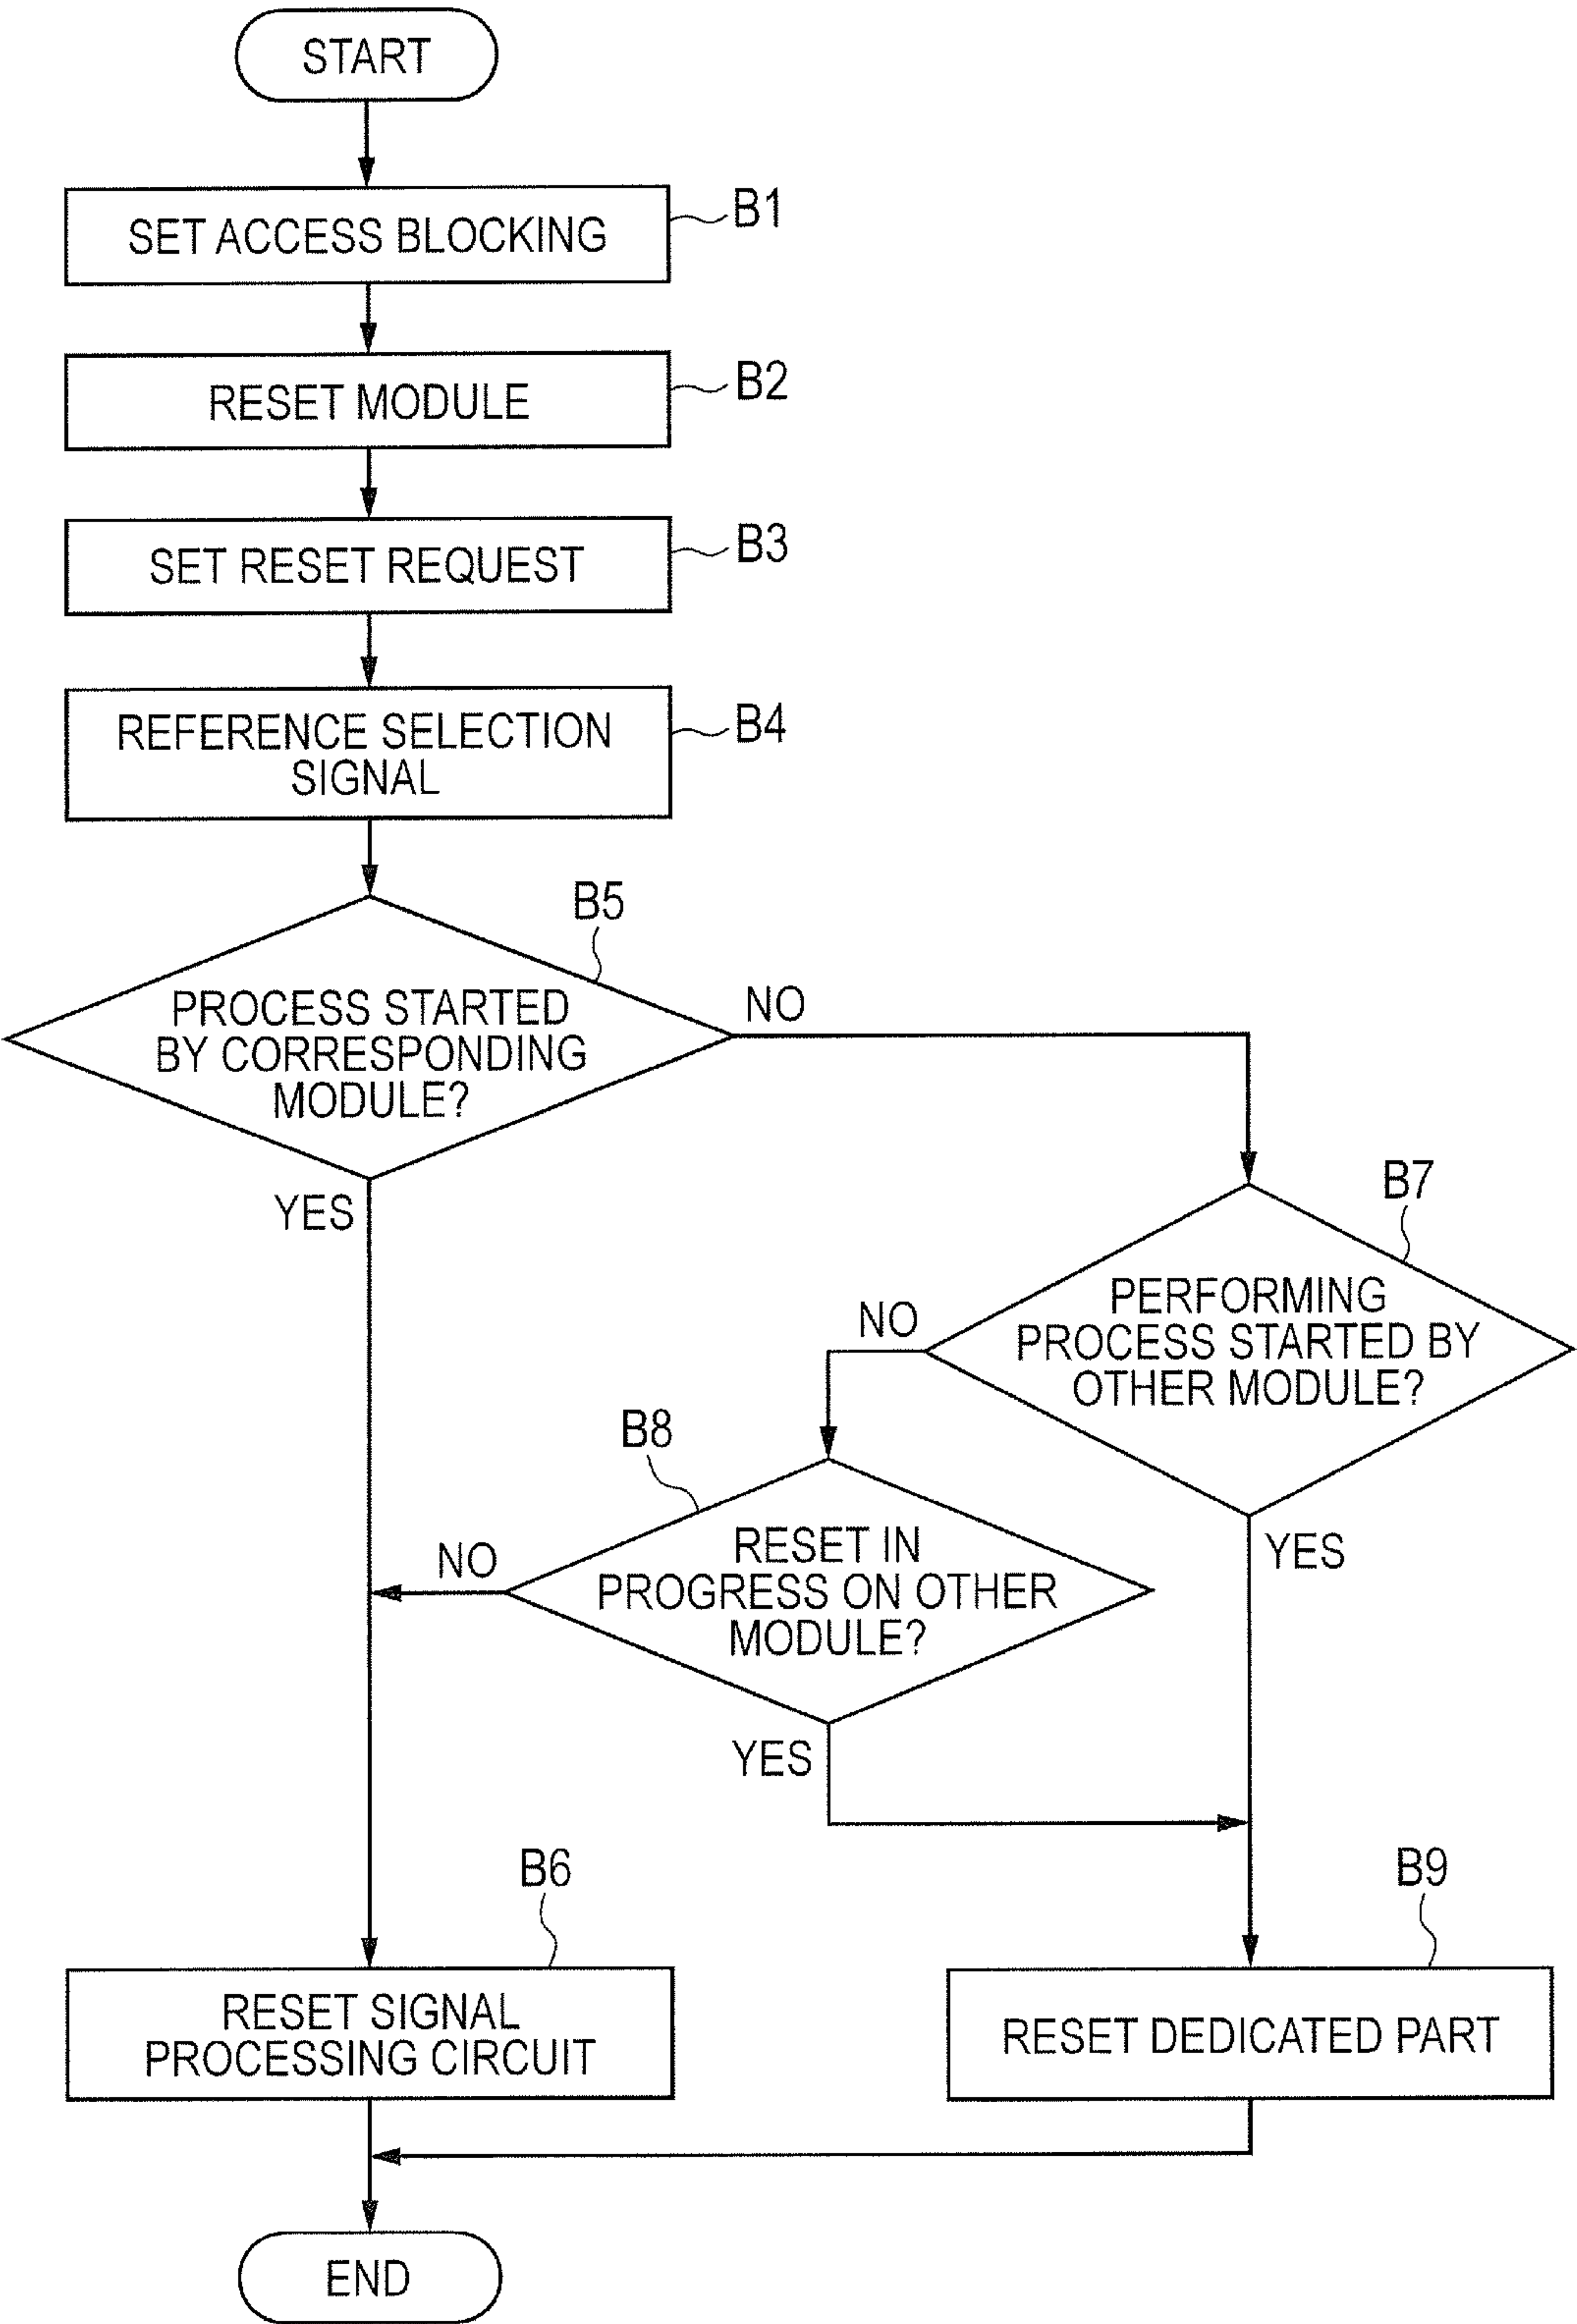 START
SET ACCESS BLOCKING
B1
RESET MODULE
B2
SET RESET REQUEST
B3
REFERENCE SELECTION
SIGNAL
B4
B5
PROCESS STARTED
BY CORRESPONDING
MODULE?
NO
YES
B7
PERFORMING
PROCESS STARTED BY
OTHER MODULE?
NO
YES
B8
RESET IN
PROGRESS ON OTHER
MODULE?
NO
YES
B6
RESET SIGNAL
PROCESSING CIRCUIT
B9
RESET DEDICATED PART
END